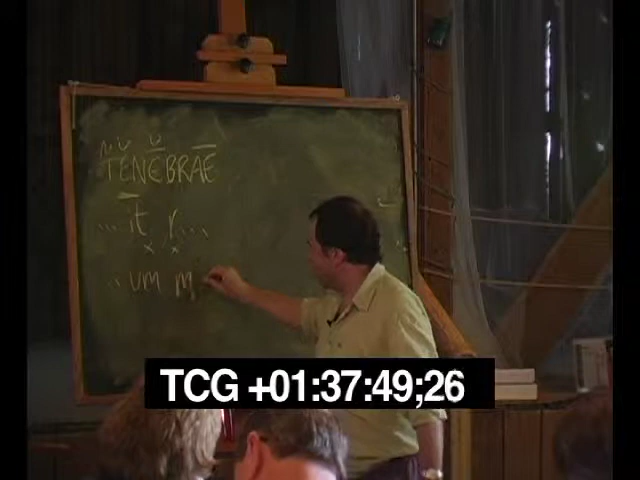 TENEBRAE
... it r ....
.. um m
TCG +01:37:49;26